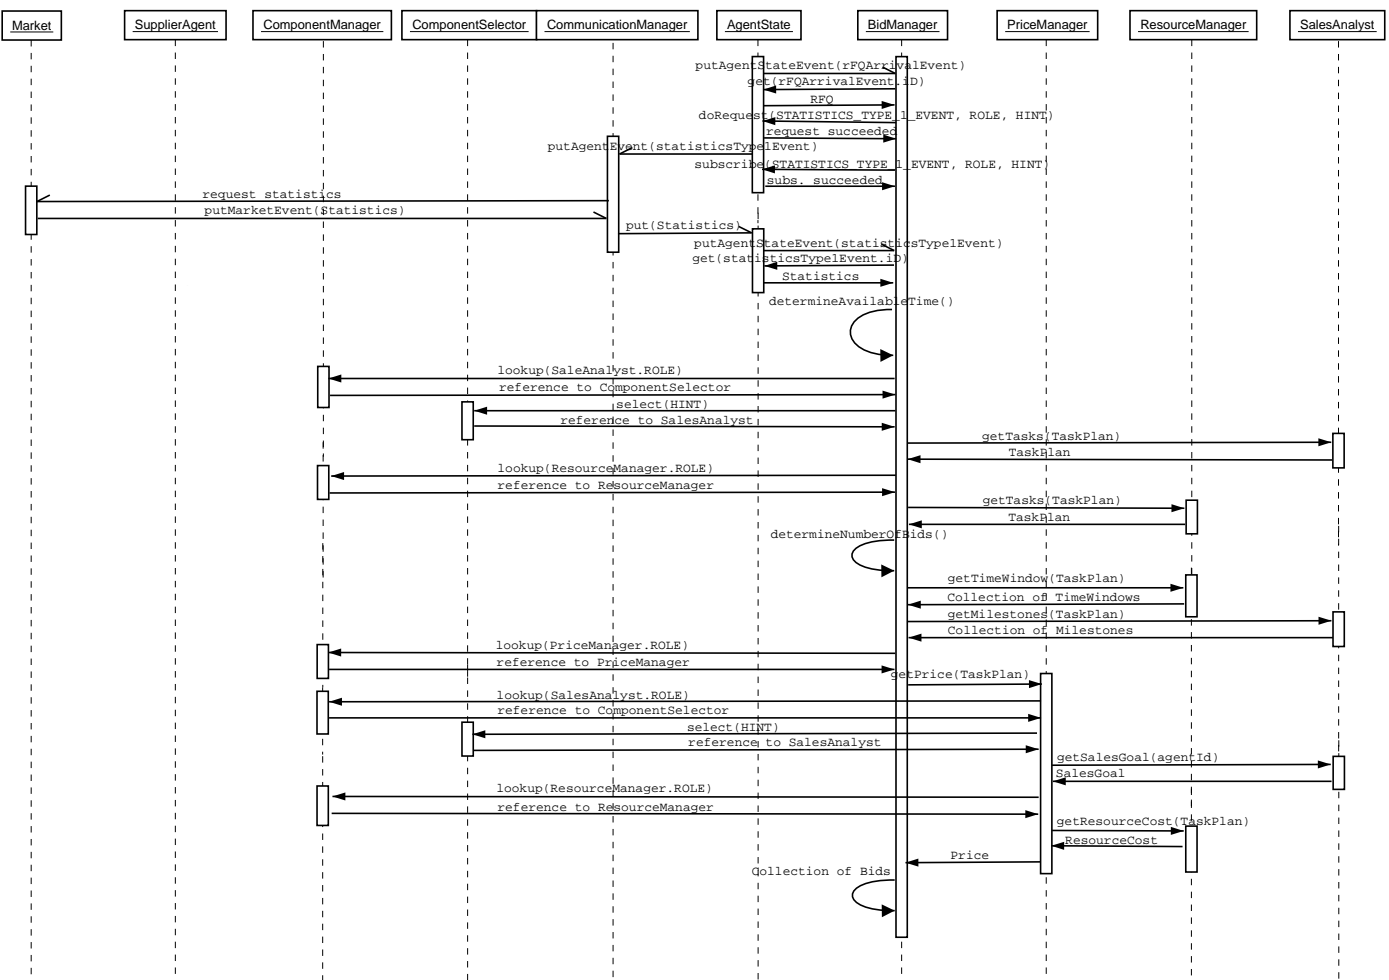 Market
SupplierAgent
ComponentManager
ComponentSelector
CommunicationManager
AgentState
BidManager
PriceManager
ResourceManager
SalesAnalyst
putAgentStateEvent(rFQArrivalEvent)
get(rFQArrivalEvent.iD)
RFQ
doRequest(STATISTICS_TYPE_1_EVENT, ROLE, HINT)
request succeeded
putAgentEvent(statisticsType1Event)
subscribe(STATISTICS_TYPE_1_EVENT, ROLE, HINT)
subs. succeeded
request statistics
putMarketEvent(Statistics)
put(Statistics)
putAgentStateEvent(statisticsType1Event)
get(statisticsType1Event.iD)
Statistics
determineAvailableTime()
lookup(SaleAnalyst.ROLE)
reference to ComponentSelector
select(HINT)
reference to SalesAnalyst
getTasks(TaskPlan)
TaskPlan
lookup(ResourceManager.ROLE)
reference to ResourceManager
getTasks(TaskPlan)
TaskPlan
determineNumberOfBids()
getTimeWindow(TaskPlan)
Collection of TimeWindows
getMilestones(TaskPlan)
Collection of Milestones
lookup(PriceManager.ROLE)
reference to PriceManager
getPrice(TaskPlan)
lookup(SalesAnalyst.ROLE)
reference to ComponentSelector
select(HINT)
reference to SalesAnalyst
getSalesGoal(agentId)
SalesGoal
lookup(ResourceManager.ROLE)
reference to ResourceManager
getResourceCost(TaskPlan)
ResourceCost
Price
Collection of Bids